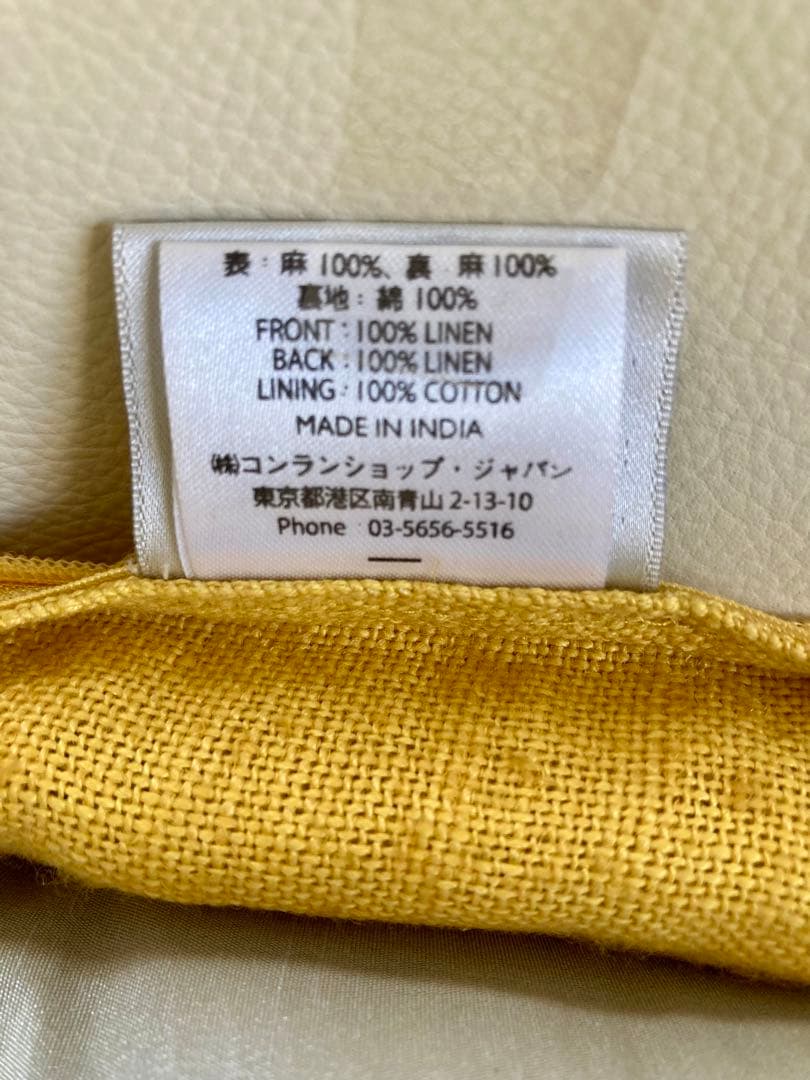 表：麻 100%、裏 麻 100%
裏地：綿 100%
FRONT : 100% LINEN
BACK : 100% LINEN
LINING : 100% COTTON
MADE IN INDIA
㈱コンランショップ・ジャパン
東京都港区南青山 2-13-10
Phone 03-5656-5516